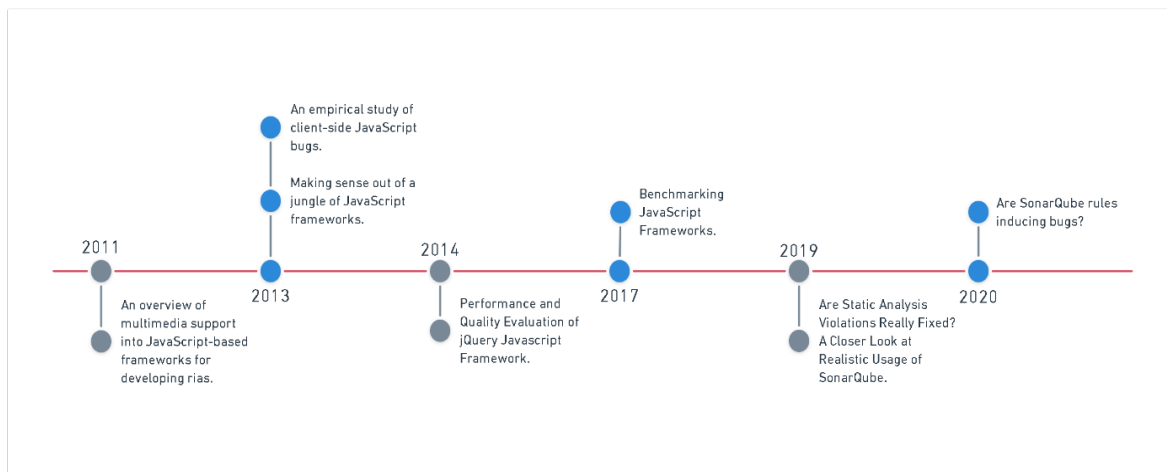 2011
An overview of
multimedia support
into JavaScript-based
frameworks for
developing rias.
An empirical study of
client-side JavaScript
bugs.
Making sense out of a
jungle of JavaScript
frameworks.
2013
2014
Performance and
Quality Evaluation of
jQuery Javascript
Framework.
Benchmarking
JavaScript
Frameworks.
2017
2019
Are Static Analysis
Violations Really Fixed?
A Closer Look at
Realistic Usage of
SonarQube.
Are SonarQube rules
inducing bugs?
2020